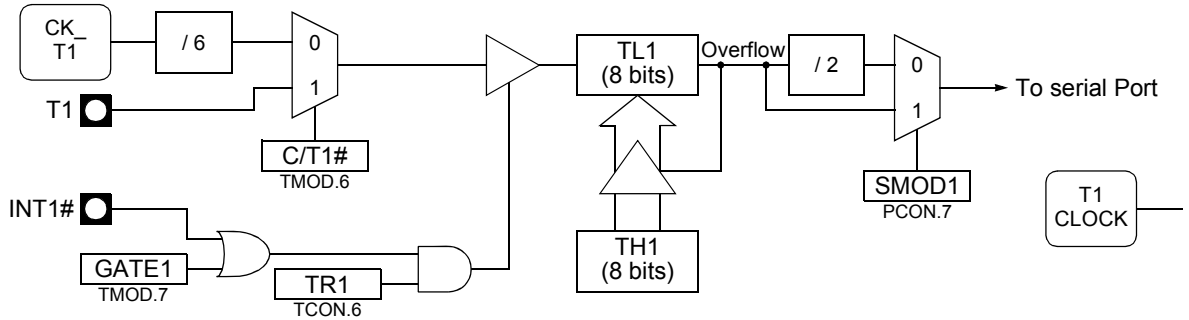 CK_
T1
/ 6
0
1
T1
C/T1#
TMOD.6
INT1#
GATE1
TMOD.7
TR1
TCON.6
TL1
(8 bits)
Overflow
TH1
(8 bits)
/ 2
0
1
To serial Port
SMOD1
PCON.7
T1
CLOCK